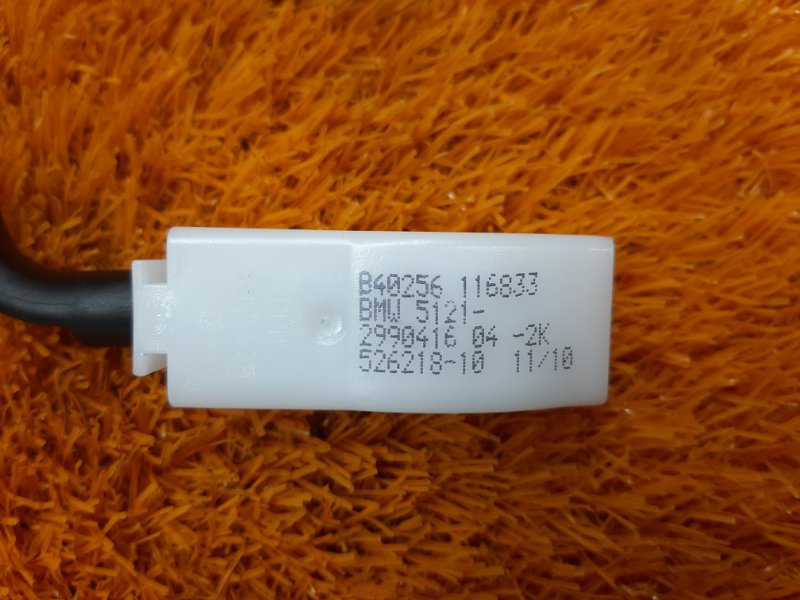 B40256 116833
BMW 5121-
2990416 04 -2K
526218-10 11/10